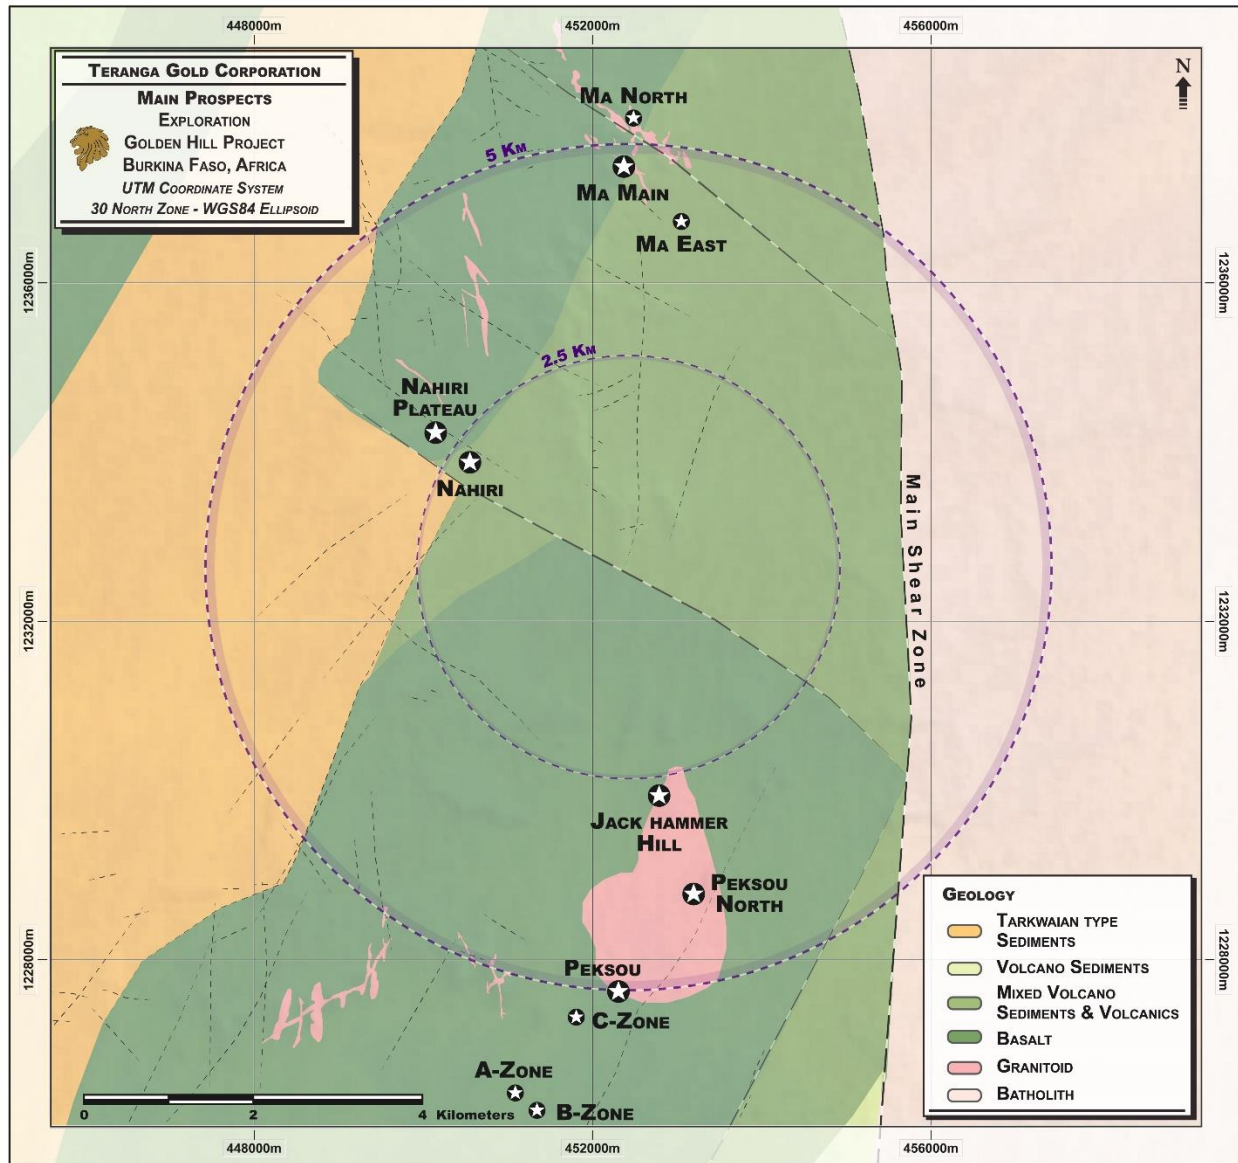 448000m
452000m
456000m
Teranga Gold Corporation
Main Prospects
Exploration
Golden Hill Project
Burkina Faso, Africa
UTM Coordinate System
30 North Zone - WGS84 Ellipsoid
N
Ma North
5 Km
Ma Main
Ma East
1236000m
1236000m
2.5 Km
Nahiri
Plateau
Nahiri
Main Shear Zone
1232000m
1232000m
Jack hammer
Hill
Peksou
North
Peksou
C-Zone
A-Zone
B-Zone
1228000m
1228000m
Geology
Tarkwaian type
Sediments
Volcano Sediments
Mixed Volcano
Sediments & Volcanics
Basalt
Granitoid
Batholith
0 2 4 Kilometers
448000m
452000m
456000m